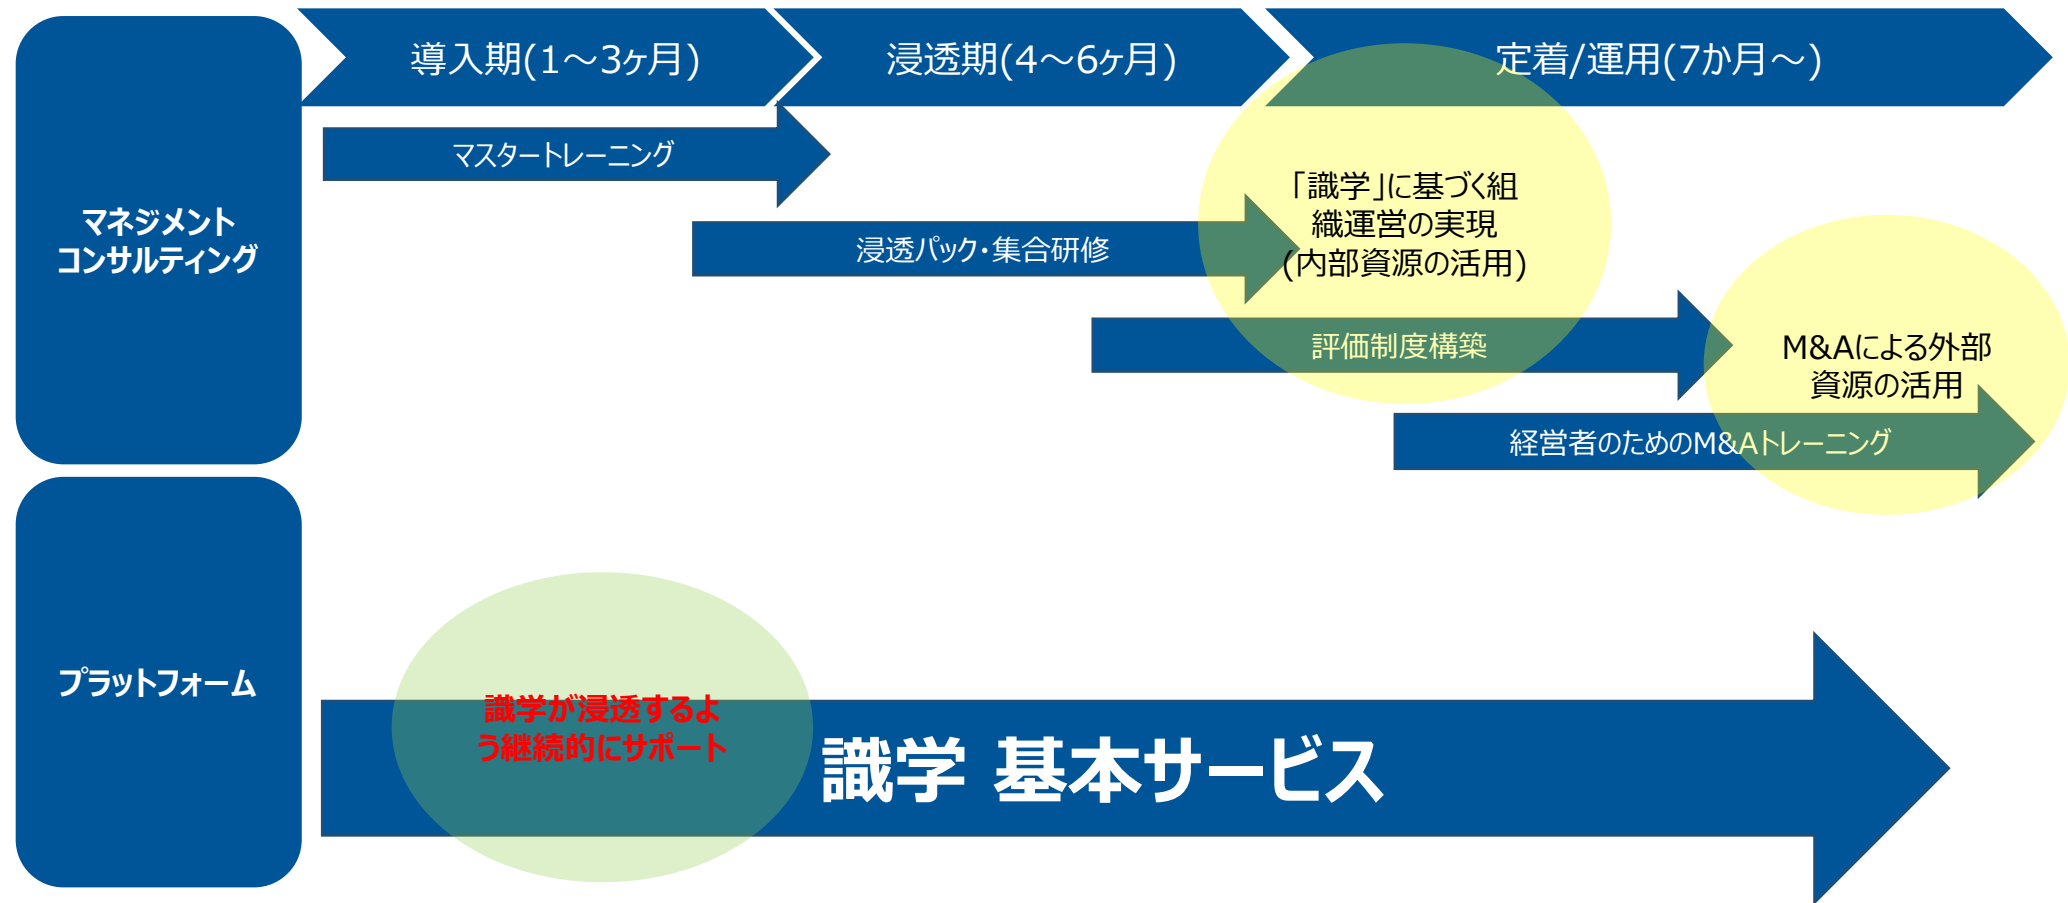 導入期(1～3ヶ月)
浸透期(4～6ヶ月)
定着/運用(7か月～)
マネジメント
コンサルティング
マスタートレーニング
浸透パック・集合研修
「識学」に基づく組
織運営の実現
(内部資源の活用)
評価制度構築
M&Aによる外部
資源の活用
経営者のためのM&Aトレーニング
プラットフォーム
識学が浸透するよ
う継続的にサポート
識学 基本サービス